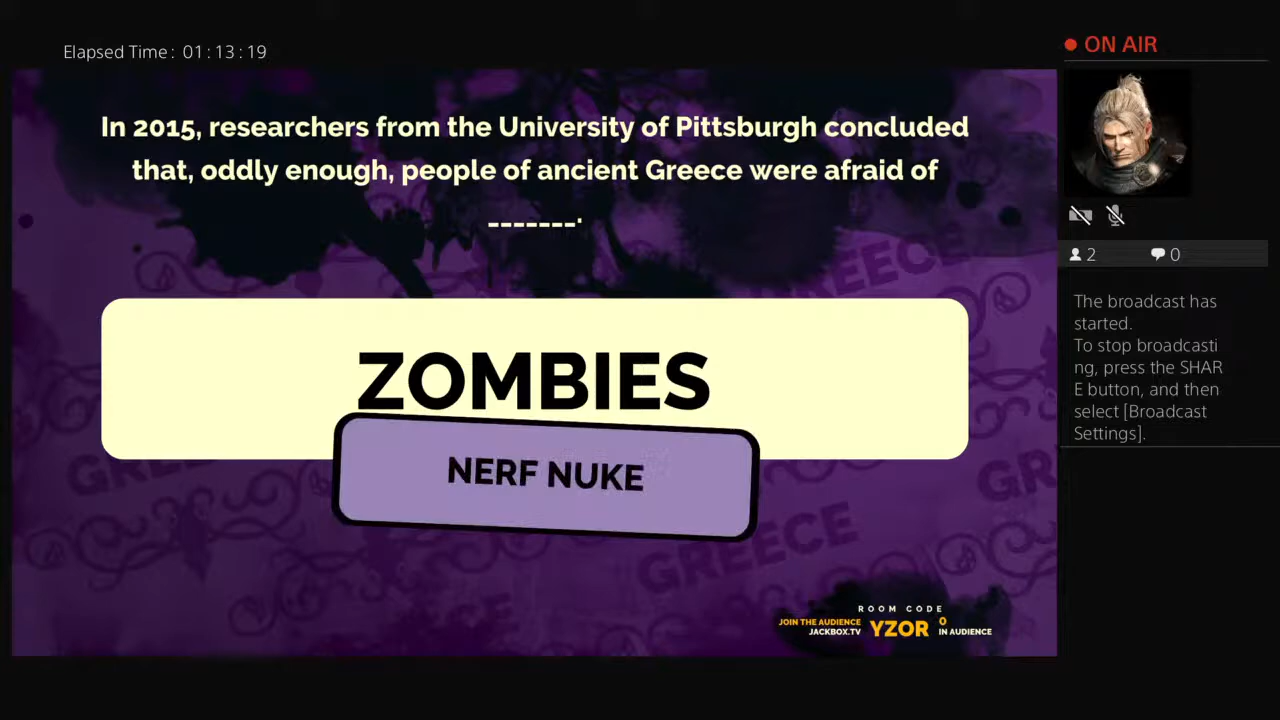 Elapsed Time: 01:13:19
ON AIR
In 2015, researchers from the University of Pittsburgh concluded
that, oddly enough, people of ancient Greece were afraid of
_______.
GREECE
2
0
The broadcast has
started.
To stop broadcasti
ng, press the SHAR
E button, and then
select [Broadcast
Settings].
ZOMBIES
NERF NUKE
GREECE
ROOM CODE
JOIN THE AUDIENCE
JACKBOX.TV
YZOR
0
IN AUDIENCE